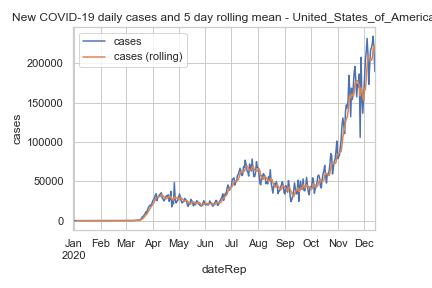 New COVID-19 daily cases and 5 day rolling mean - United_States_of_America
cases
cases (rolling)
200000
150000
100000
50000
0
cases
Jan Feb Mar Apr May Jun Jul Aug Sep Oct Nov Dec
2020
dateRep